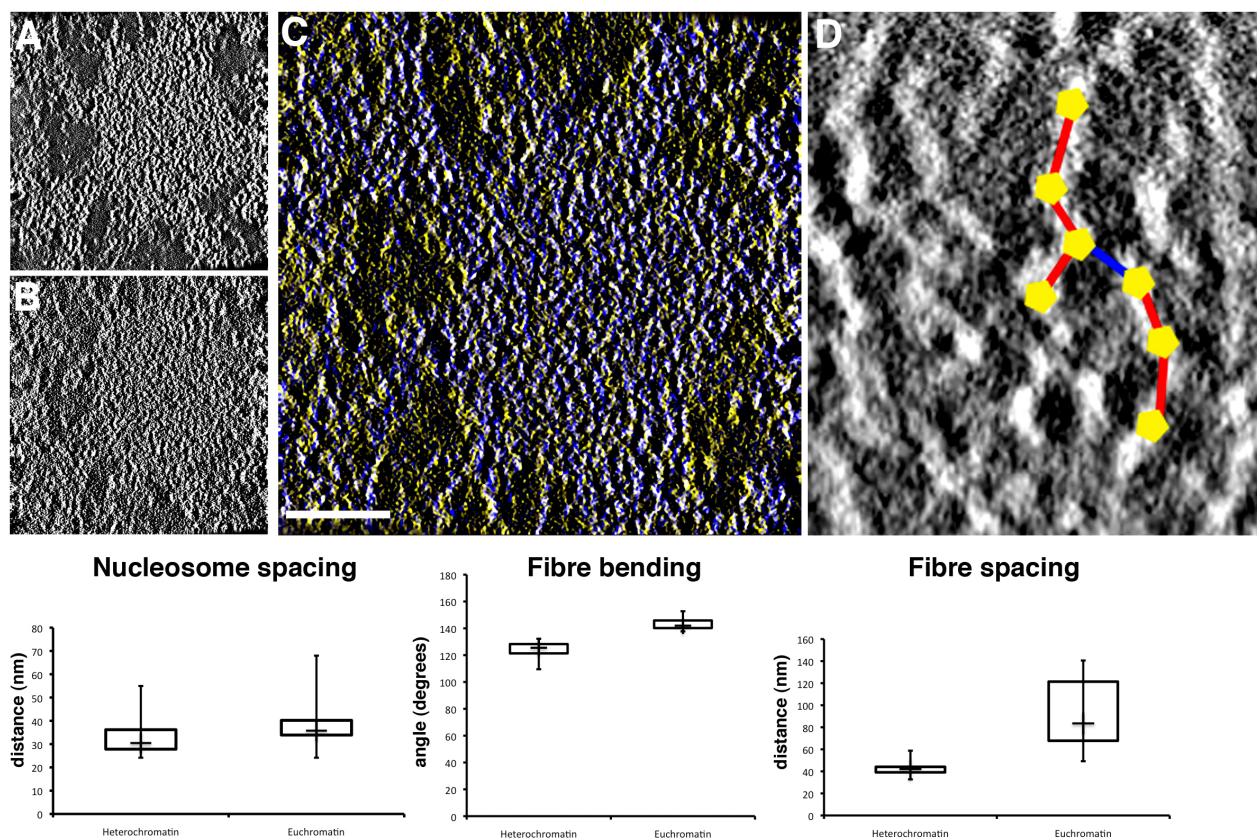 A
B
C
D
Nucleosome spacing
distance (nm)
80
70
60
50
40
30
20
10
0
Heterochromatin
Euchromatin
Fibre bending
angle (degrees)
180
160
140
120
100
80
60
40
20
0
Heterochromatin
Euchromatin
Fibre spacing
distance (nm)
160
140
120
100
80
60
40
20
0
Heterochromatin
Euchromatin